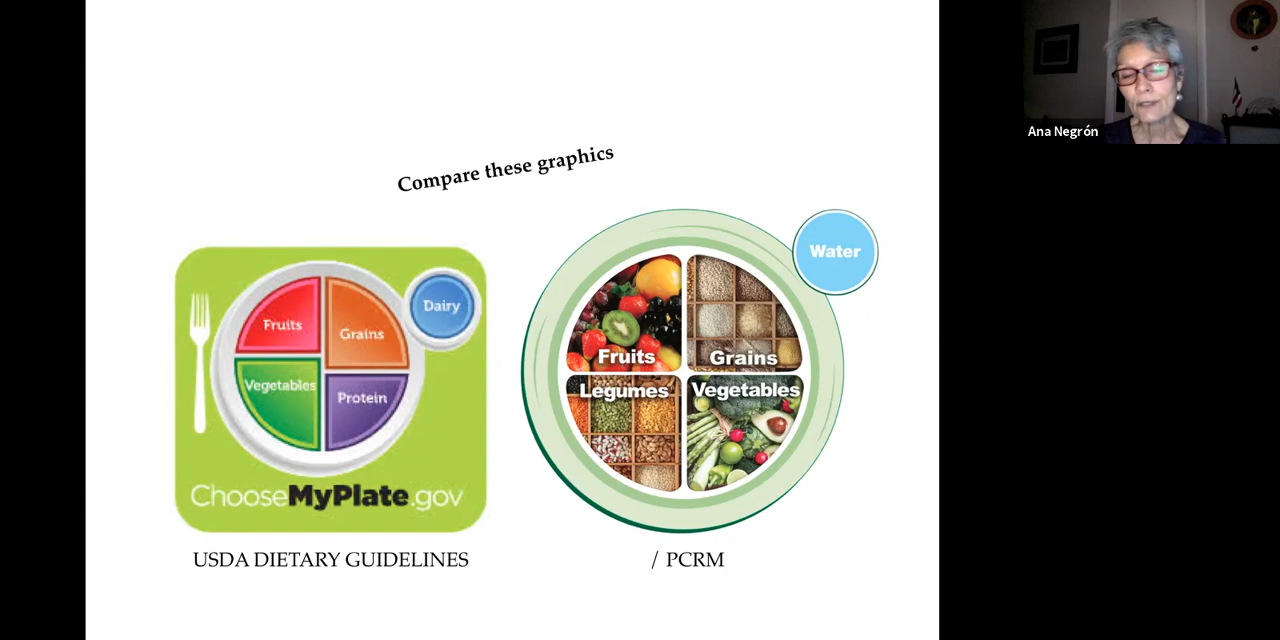 Compare these graphics
Fruits
Grains
Dairy
Vegetables
Protein
ChooseMyPlate.gov
USDA DIETARY GUIDELINES
Water
Fruits
Grains
Legumes
Vegetables
/ PCRM
Ana Negrón